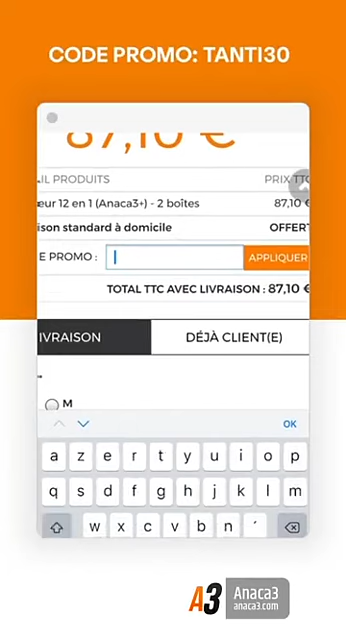 CODE PROMO: TANTI30
87,10 €
IL PRODUITS PRIX TTC
eur 12 en 1 (Anaca3+) - 2 boîtes 87,10 €
ison standard à domicile OFFERT
E PROMO : APPLIQUER
TOTAL TTC AVEC LIVRAISON : 87,10 €
IVRAISON DÉJÀ CLIENT(E)
M
OK
a z e r t y u i o p
q s d f g h j k l m
w x c v b n ´
A3 Anaca3
anaca3.com